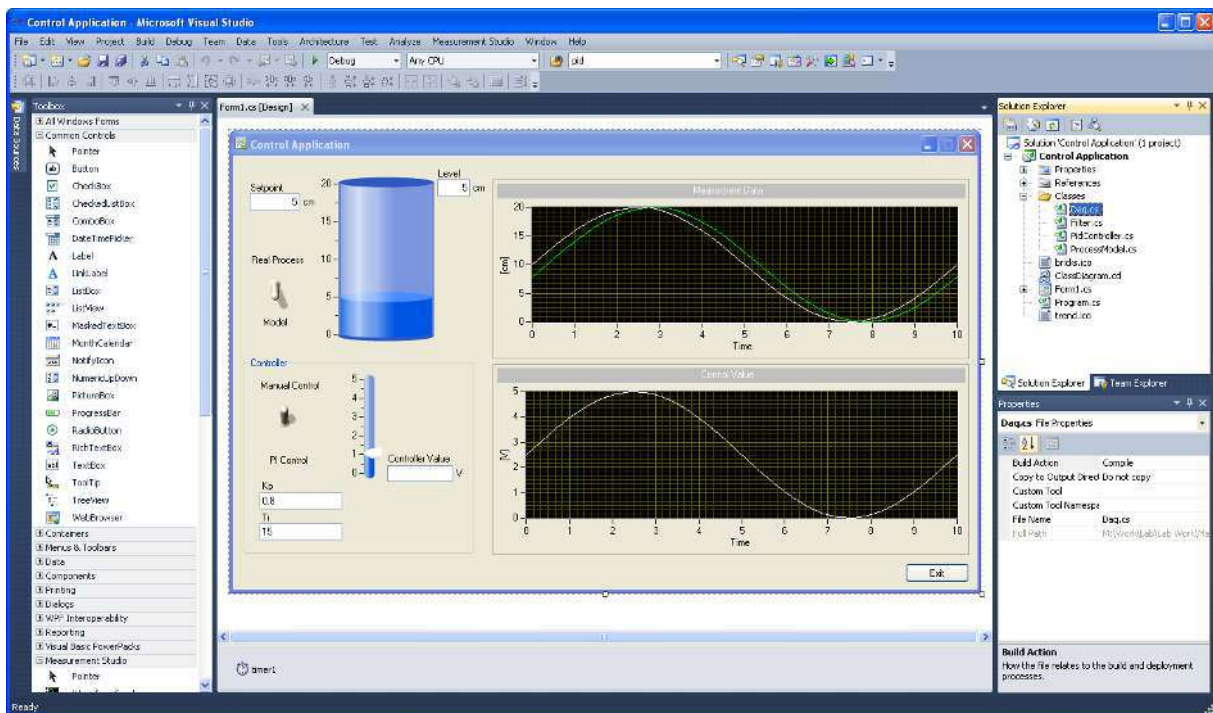 Control Application - Microsoft Visual Studio
File Edit View Project Build Debug Team Data Tools Architecture Test Analyze Measurement Studio Window Help
Debug Any CPU pid
Data Sources
Toolbox
All Windows Forms
Common Controls
Pointer
Button
CheckBox
CheckedListBox
ComboBox
DateTimePicker
Label
LinkLabel
ListBox
ListView
MaskedTextBox
MonthCalendar
NotifyIcon
NumericUpDown
PictureBox
ProgressBar
RadioButton
RichTextBox
TextBox
ToolTip
TreeView
WebBrowser
Containers
Menus & Toolbars
Data
Components
Printing
Dialogs
WPF Interoperability
Reporting
Visual Basic PowerPacks
Measurement Studio
Pointer
Form1.cs [Design]
Control Application
Setpoint
5 cm
Level
5 cm
20
15
10
5
0
Real Process
Model
Controller
Manual Control
PI Control
5
4
3
2
1
0
Controller Value
V
Kp
0.8
Ti
15
Measurement Data
20
15
10
5
0
[cm]
0 1 2 3 4 5 6 7 8 9 10
Time
Control Value
5
4
3
2
1
0
[V]
0 1 2 3 4 5 6 7 8 9 10
Time
Exit
timer1
Solution Explorer
Solution 'Control Application' (1 project)
Control Application
Properties
References
Classes
Daq.cs
Filter.cs
PidController.cs
ProcessModel.cs
bricks.ico
ClassDiagram.cd
Form1.cs
Program.cs
trend.ico
Solution Explorer Team Explorer
Properties
Daq.cs File Properties
Build Action Compile
Copy to Output Direc Do not copy
Custom Tool
Custom Tool Namespa
File Name Daq.cs
Full Path
Build Action
How the file relates to the build and deployment
processes.
Ready